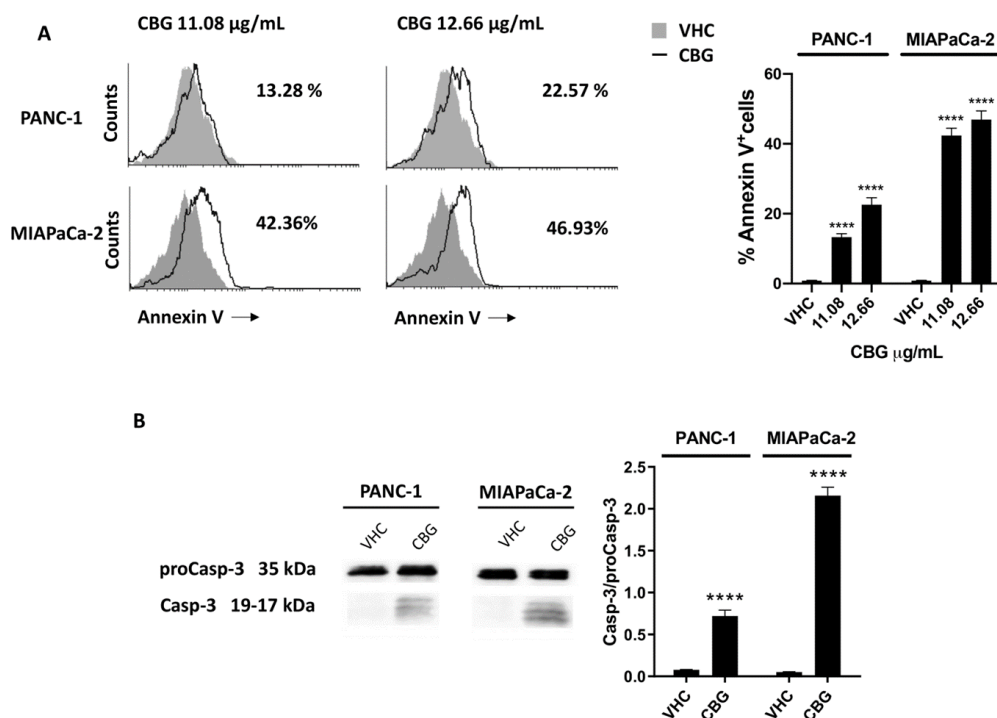 A
CBG 11.08 µg/mL
CBG 12.66 µg/mL
PANC-1
Counts
13.28 %
22.57 %
MIAPaCa-2
Counts
42.36%
46.93%
Annexin V
Annexin V
VHC
CBG
PANC-1
MIAPaCa-2
% Annexin V+cells
60
40
20
0
****
****
****
****
VHC
11.08
12.66
VHC
11.08
12.66
CBG µg/mL
B
PANC-1
MIAPaCa-2
VHC
CBG
VHC
CBG
proCasp-3 35 kDa
Casp-3 19-17 kDa
PANC-1
MIAPaCa-2
Casp-3/proCasp-3
2.5
2.0
1.5
1.0
0.5
0.0
****
****
VHC
CBG
VHC
CBG